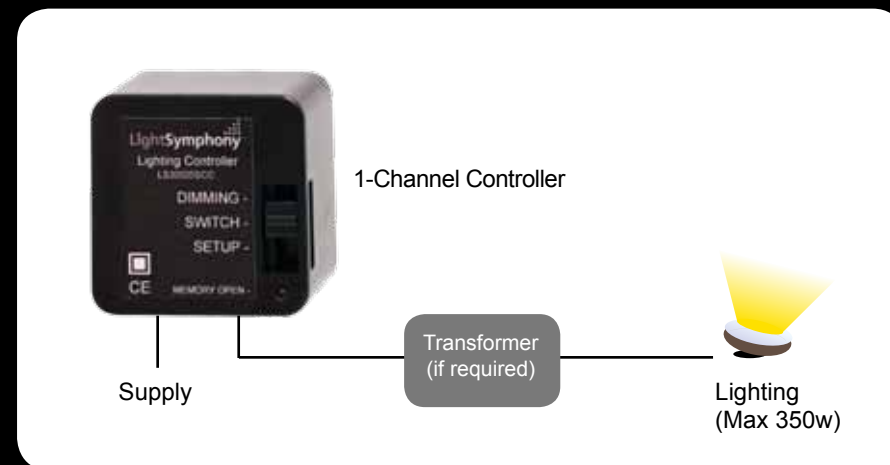 LightSymphony
Lighting Controller
DIMMING -
SWITCH -
SETUP -
CE
MEMORY OPEN -
1-Channel Controller
Transformer
(if required)
Supply
Lighting
(Max 350w)